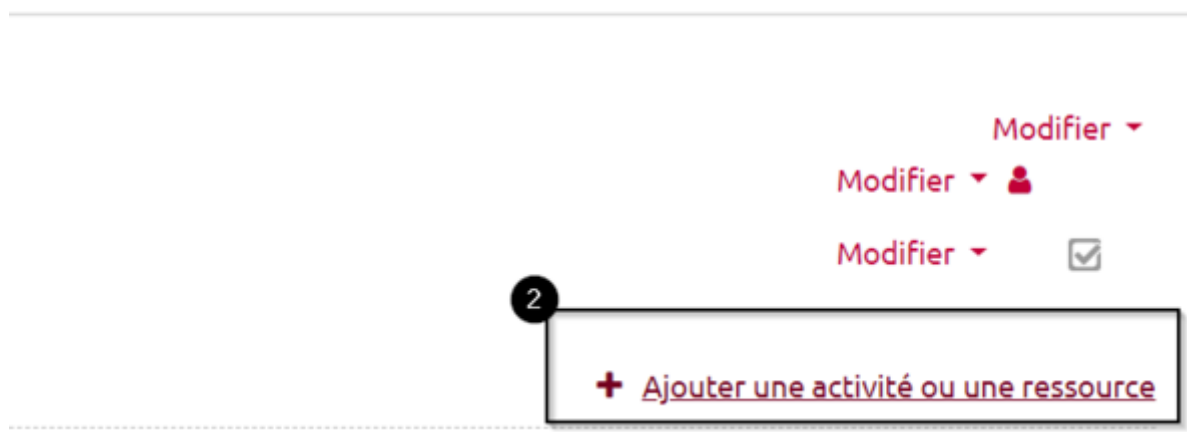 Modifier
Modifier
Modifier
2
+ Ajouter une activité ou une ressource